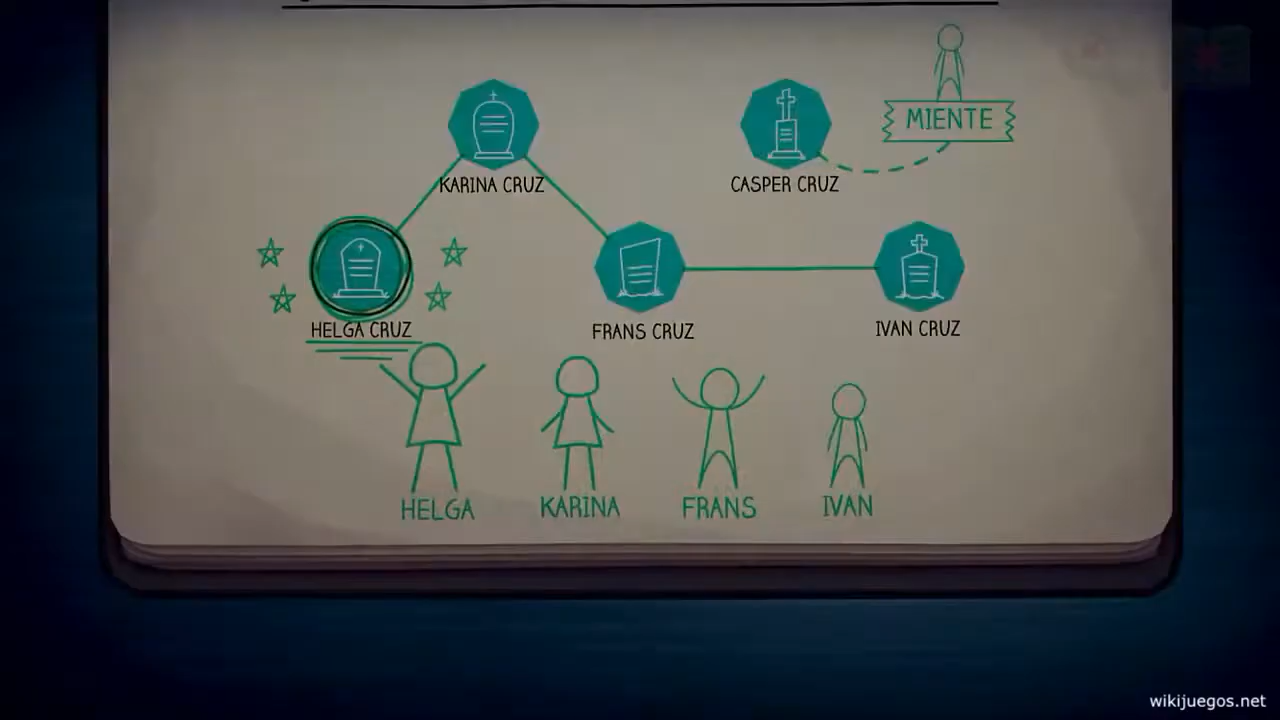 MIENTE
KARINA CRUZ
CASPER CRUZ
HELGA CRUZ
FRANS CRUZ
IVAN CRUZ
HELGA
KARINA
FRANS
IVAN
wikijuegos.net